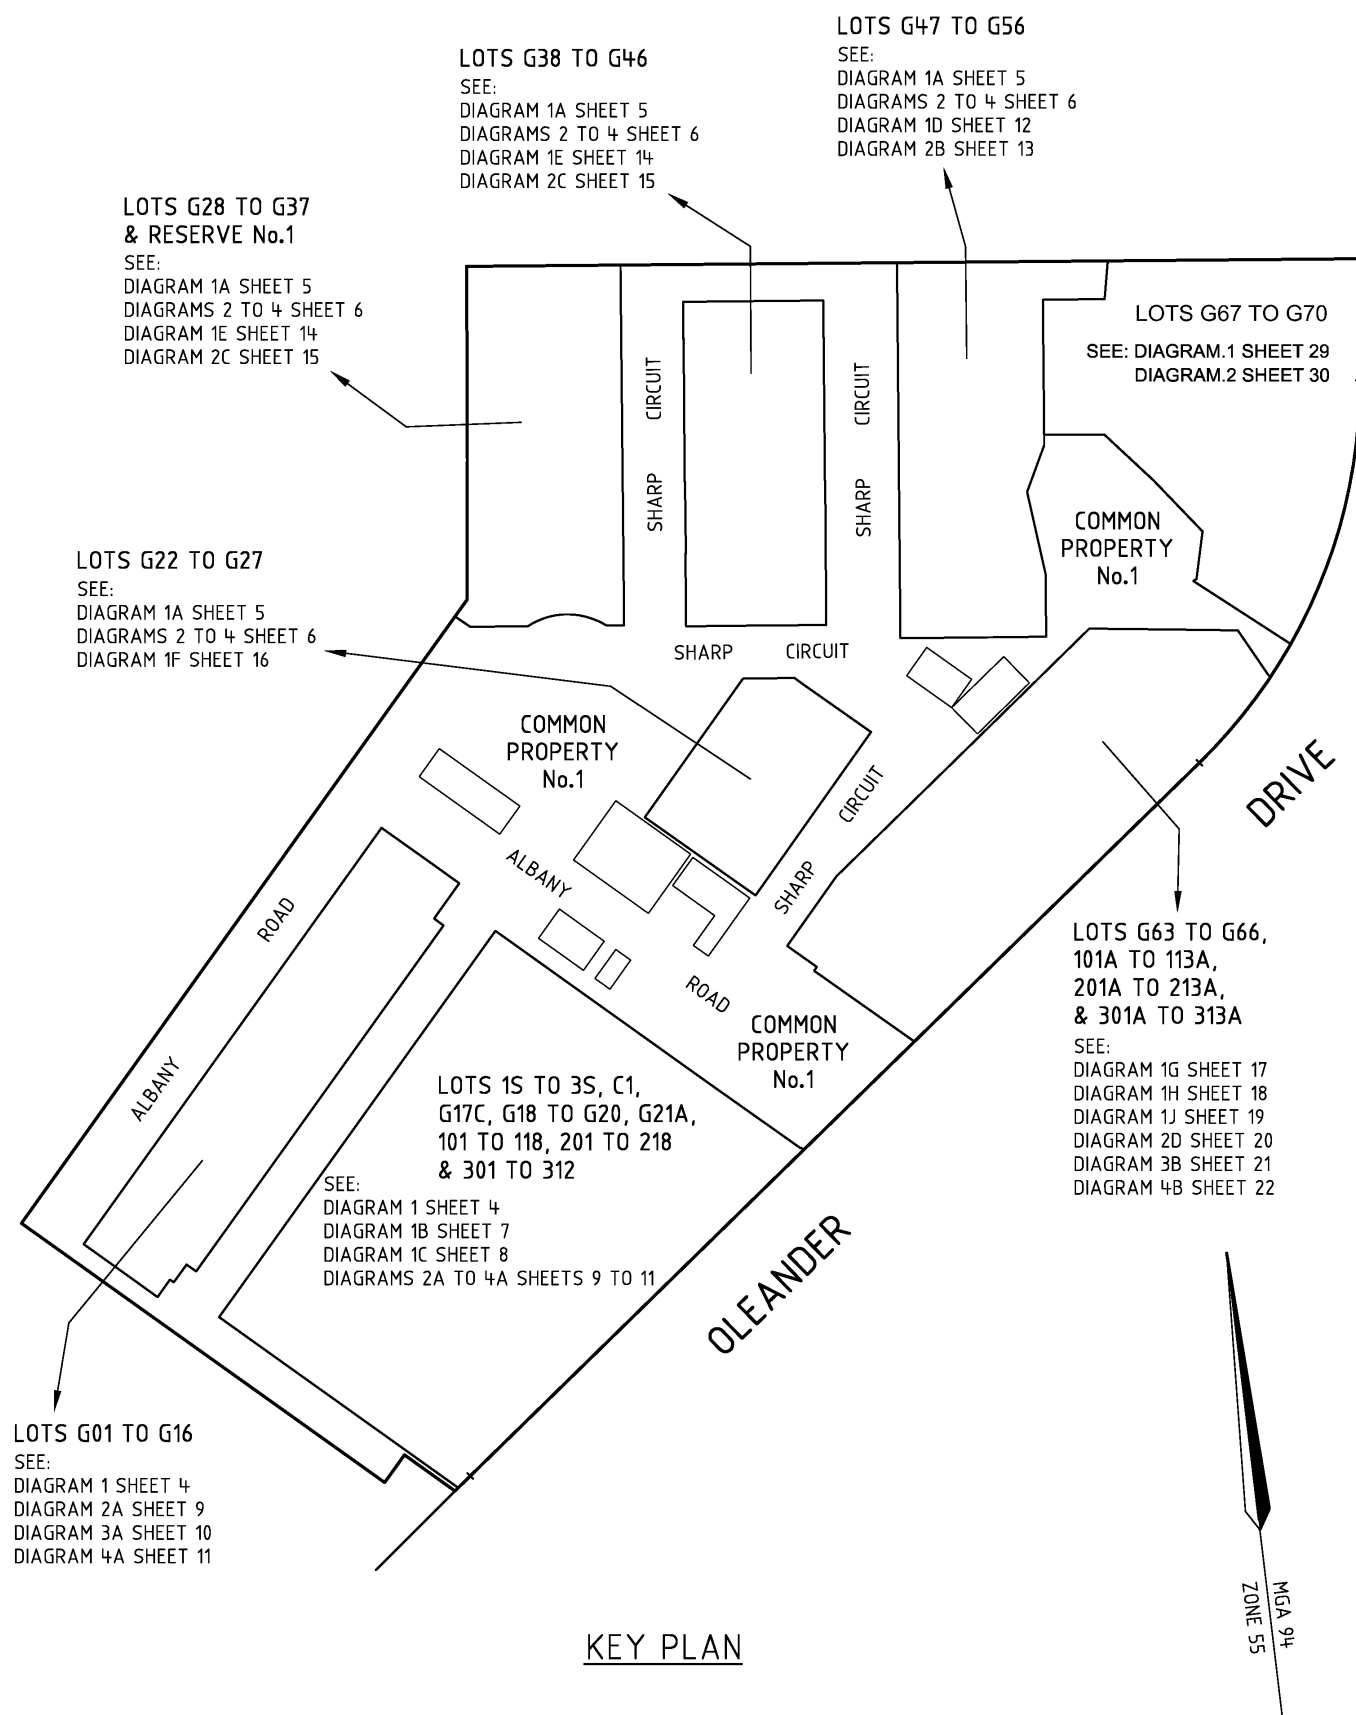 LOTS G47 TO G56
SEE:
DIAGRAM 1A SHEET 5
DIAGRAMS 2 TO 4 SHEET 6
DIAGRAM 1D SHEET 12
DIAGRAM 2B SHEET 13
LOTS G38 TO G46
SEE:
DIAGRAM 1A SHEET 5
DIAGRAMS 2 TO 4 SHEET 6
DIAGRAM 1E SHEET 14
DIAGRAM 2C SHEET 15
LOTS G28 TO G37
& RESERVE No.1
SEE:
DIAGRAM 1A SHEET 5
DIAGRAMS 2 TO 4 SHEET 6
DIAGRAM 1E SHEET 14
DIAGRAM 2C SHEET 15
LOTS G67 TO G70
SEE: DIAGRAM.1 SHEET 29
DIAGRAM.2 SHEET 30
SHARP CIRCUIT
SHARP CIRCUIT
COMMON
PROPERTY
No.1
LOTS G22 TO G27
SEE:
DIAGRAM 1A SHEET 5
DIAGRAMS 2 TO 4 SHEET 6
DIAGRAM 1F SHEET 16
SHARP CIRCUIT
COMMON
PROPERTY
No.1
SHARP CIRCUIT
ALBANY ROAD
ALBANY ROAD
COMMON
PROPERTY
No.1
OLEANDER DRIVE
LOTS G63 TO G66,
101A TO 113A,
201A TO 213A,
& 301A TO 313A
SEE:
DIAGRAM 1G SHEET 17
DIAGRAM 1H SHEET 18
DIAGRAM 1J SHEET 19
DIAGRAM 2D SHEET 20
DIAGRAM 3B SHEET 21
DIAGRAM 4B SHEET 22
LOTS 1S TO 3S, C1,
G17C, G18 TO G20, G21A,
101 TO 118, 201 TO 218
& 301 TO 312
SEE:
DIAGRAM 1 SHEET 4
DIAGRAM 1B SHEET 7
DIAGRAM 1C SHEET 8
DIAGRAMS 2A TO 4A SHEETS 9 TO 11
LOTS G01 TO G16
SEE:
DIAGRAM 1 SHEET 4
DIAGRAM 2A SHEET 9
DIAGRAM 3A SHEET 10
DIAGRAM 4A SHEET 11
MGA 94
ZONE 55
KEY PLAN